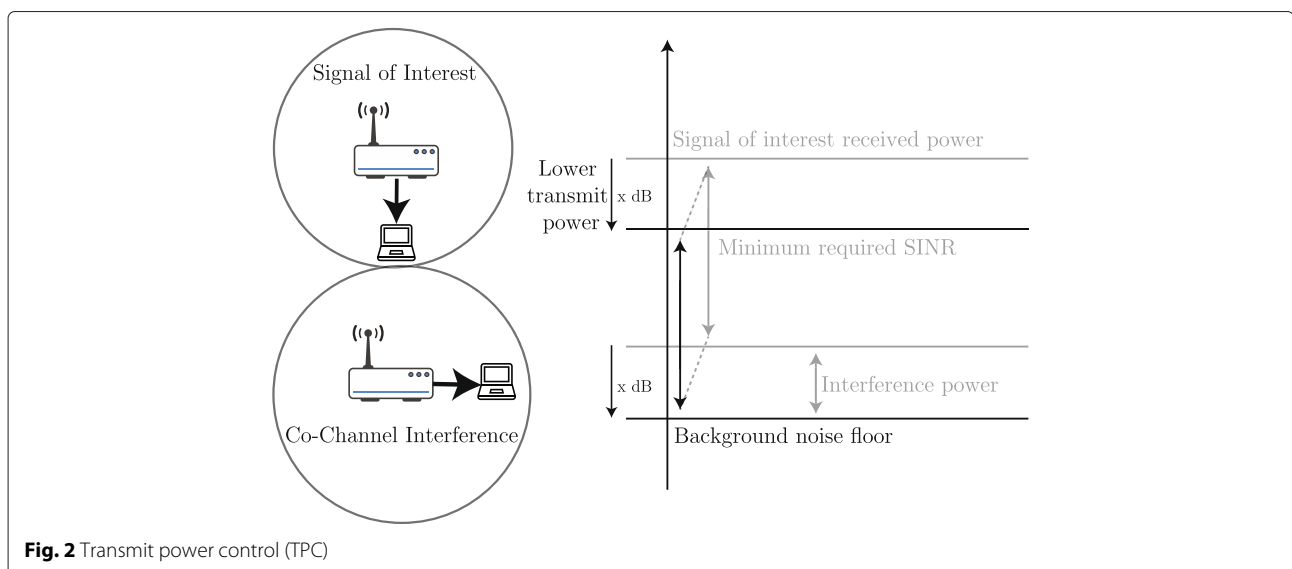 Signal of Interest
Co-Channel Interference
Signal of interest received power
Lower
transmit
power
x dB
Minimum required SINR
x dB
Interference power
Background noise floor
Fig. 2 Transmit power control (TPC)